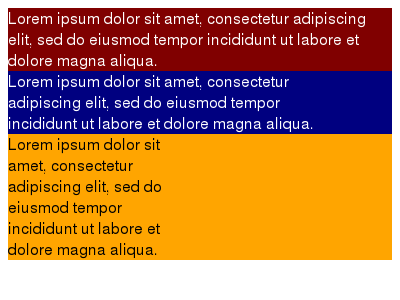 Lorem ipsum dolor sit amet, consectetur adipiscing
elit, sed do eiusmod tempor incididunt ut labore et
dolore magna aliqua.
Lorem ipsum dolor sit amet, consectetur
adipiscing elit, sed do eiusmod tempor
incididunt ut labore et dolore magna aliqua.
Lorem ipsum dolor sit
amet, consectetur
adipiscing elit, sed do
eiusmod tempor
incididunt ut labore et
dolore magna aliqua.